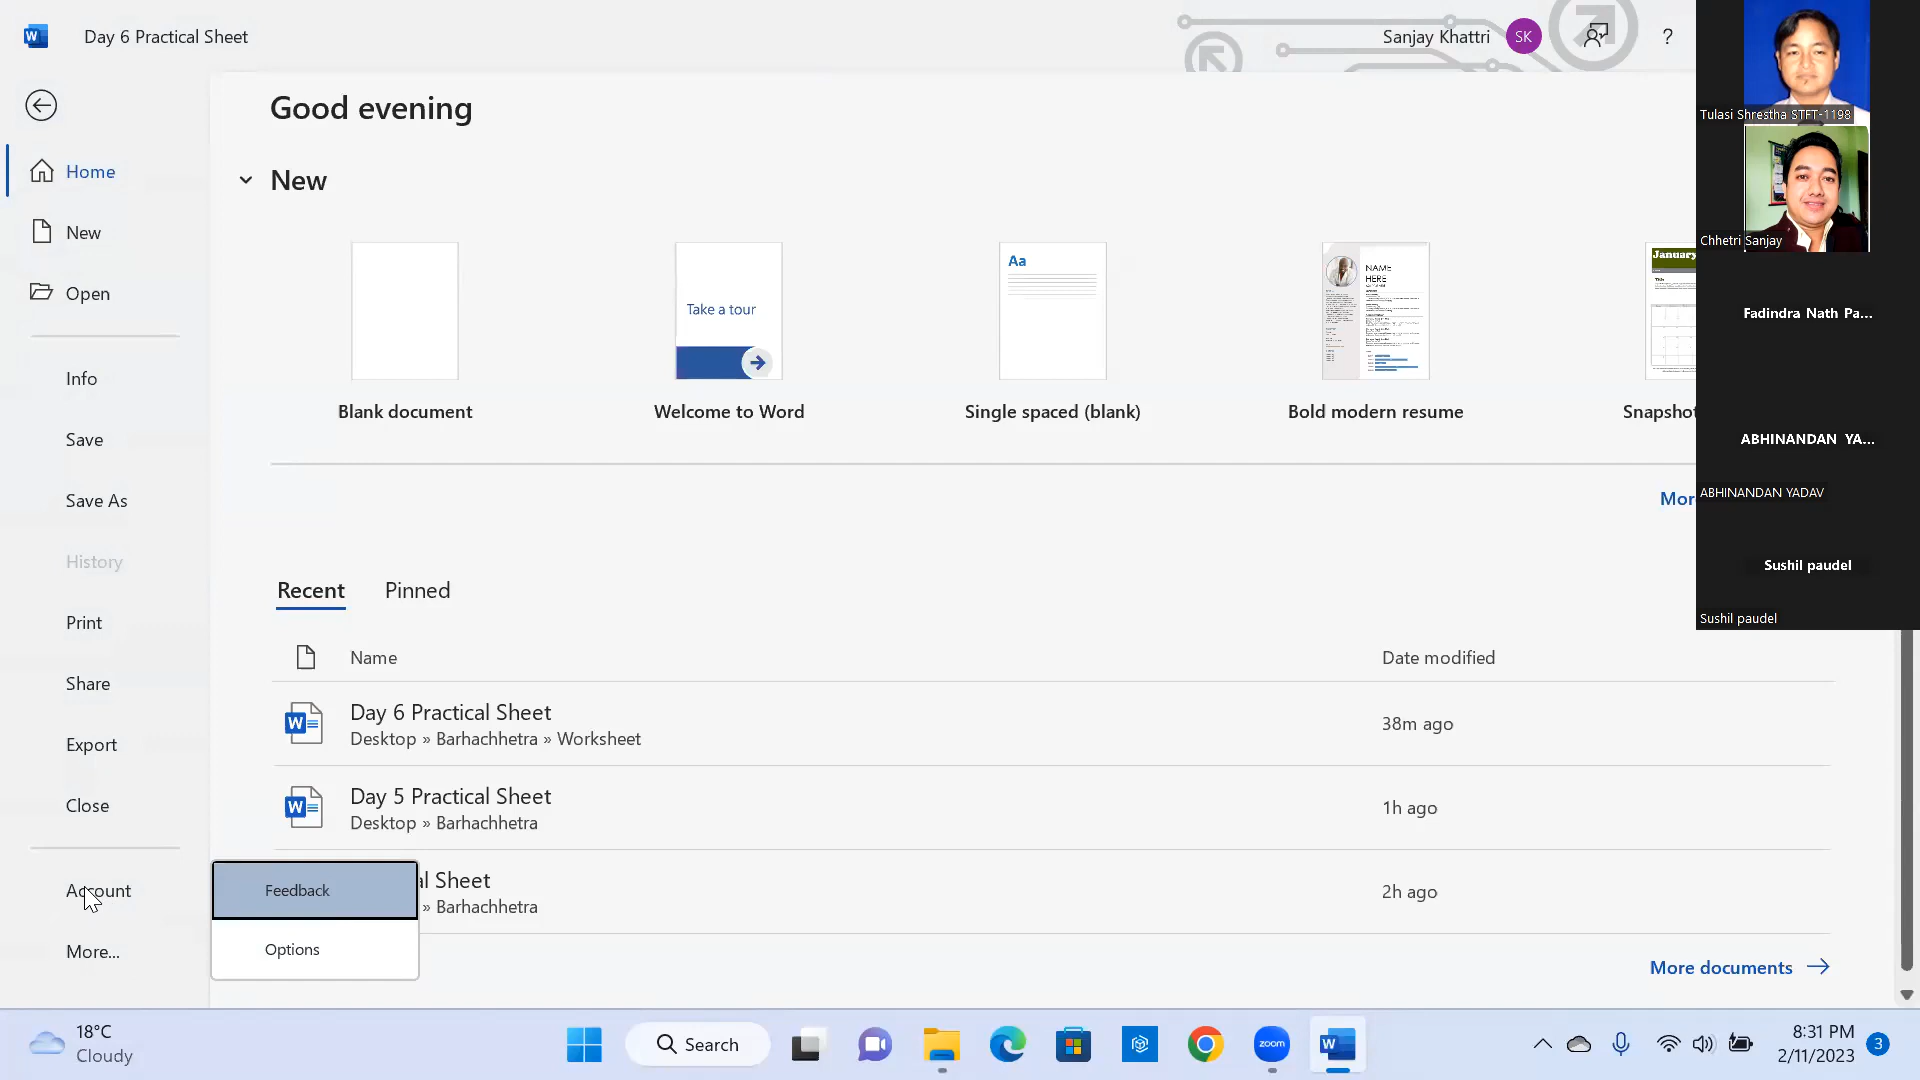 Day 6 Practical Sheet
Sanjay Khattri
SK
?
Good evening
New
Home
New
Open
Info
Save
Save As
History
Print
Share
Export
Close
Account
More...
Feedback
Options
Take a tour
Aa
NAME
HERE
January
Title
Blank document
Welcome to Word
Single spaced (blank)
Bold modern resume
Snapshot
Mor
Recent
Pinned
Name
Date modified
Day 6 Practical Sheet
Desktop » Barhachhetra » Worksheet
38m ago
Day 5 Practical Sheet
Desktop » Barhachhetra
1h ago
al Sheet
» Barhachhetra
2h ago
More documents
Tulasi Shrestha STFT-1198
Chhetri Sanjay
Fadindra Nath Pa...
ABHINANDAN YA...
ABHINANDAN YADAV
Sushil paudel
Sushil paudel
18°C
Cloudy
Search
zoom
8:31 PM
2/11/2023
3